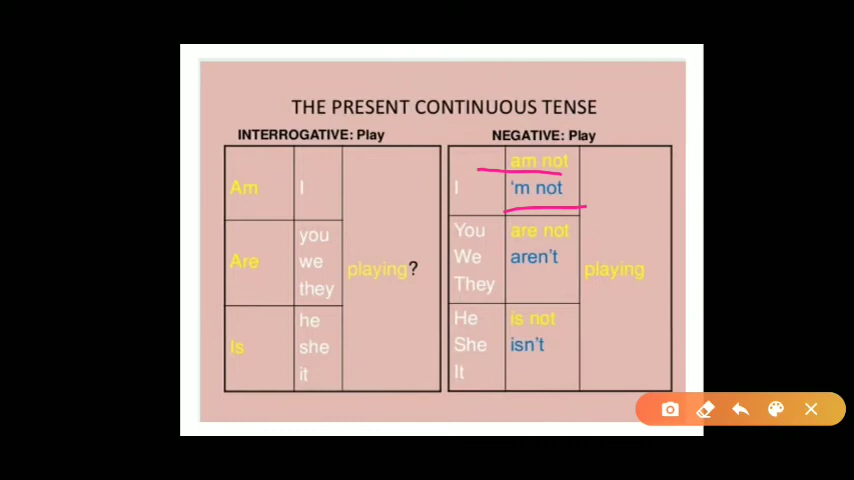 THE PRESENT CONTINUOUS TENSE
INTERROGATIVE: Play
Am I
Are you
we
they
Is he
she
it
playing?
NEGATIVE: Play
I am not
'm not
You are not
We aren't
They
He is not
She isn't
It
playing